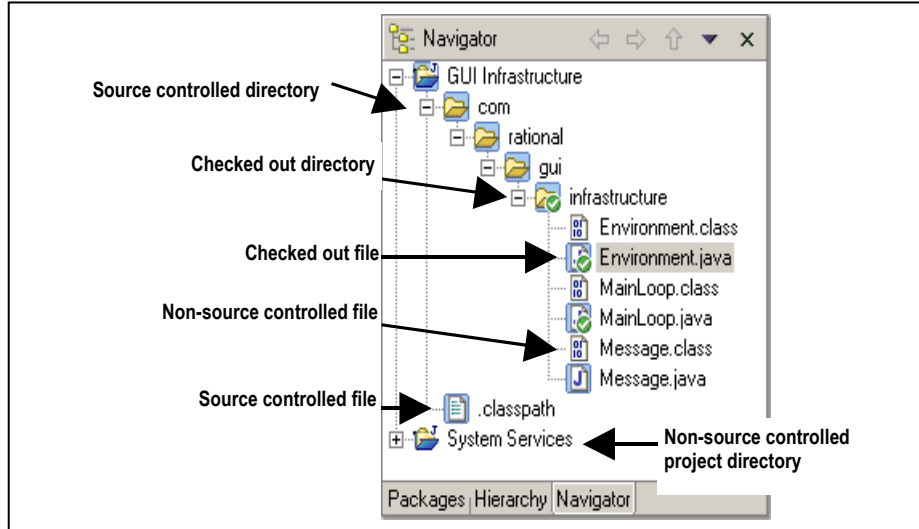 Navigator
GUI Infrastructure
Source controlled directory
com
rational
Checked out directory
gui
infrastructure
Environment.class
Checked out file
Environment.java
MainLoop.class
Non-source controlled file
MainLoop.java
Message.class
Message.java
Source controlled file
.classpath
System Services
Non-source controlled
project directory
Packages Hierarchy Navigator